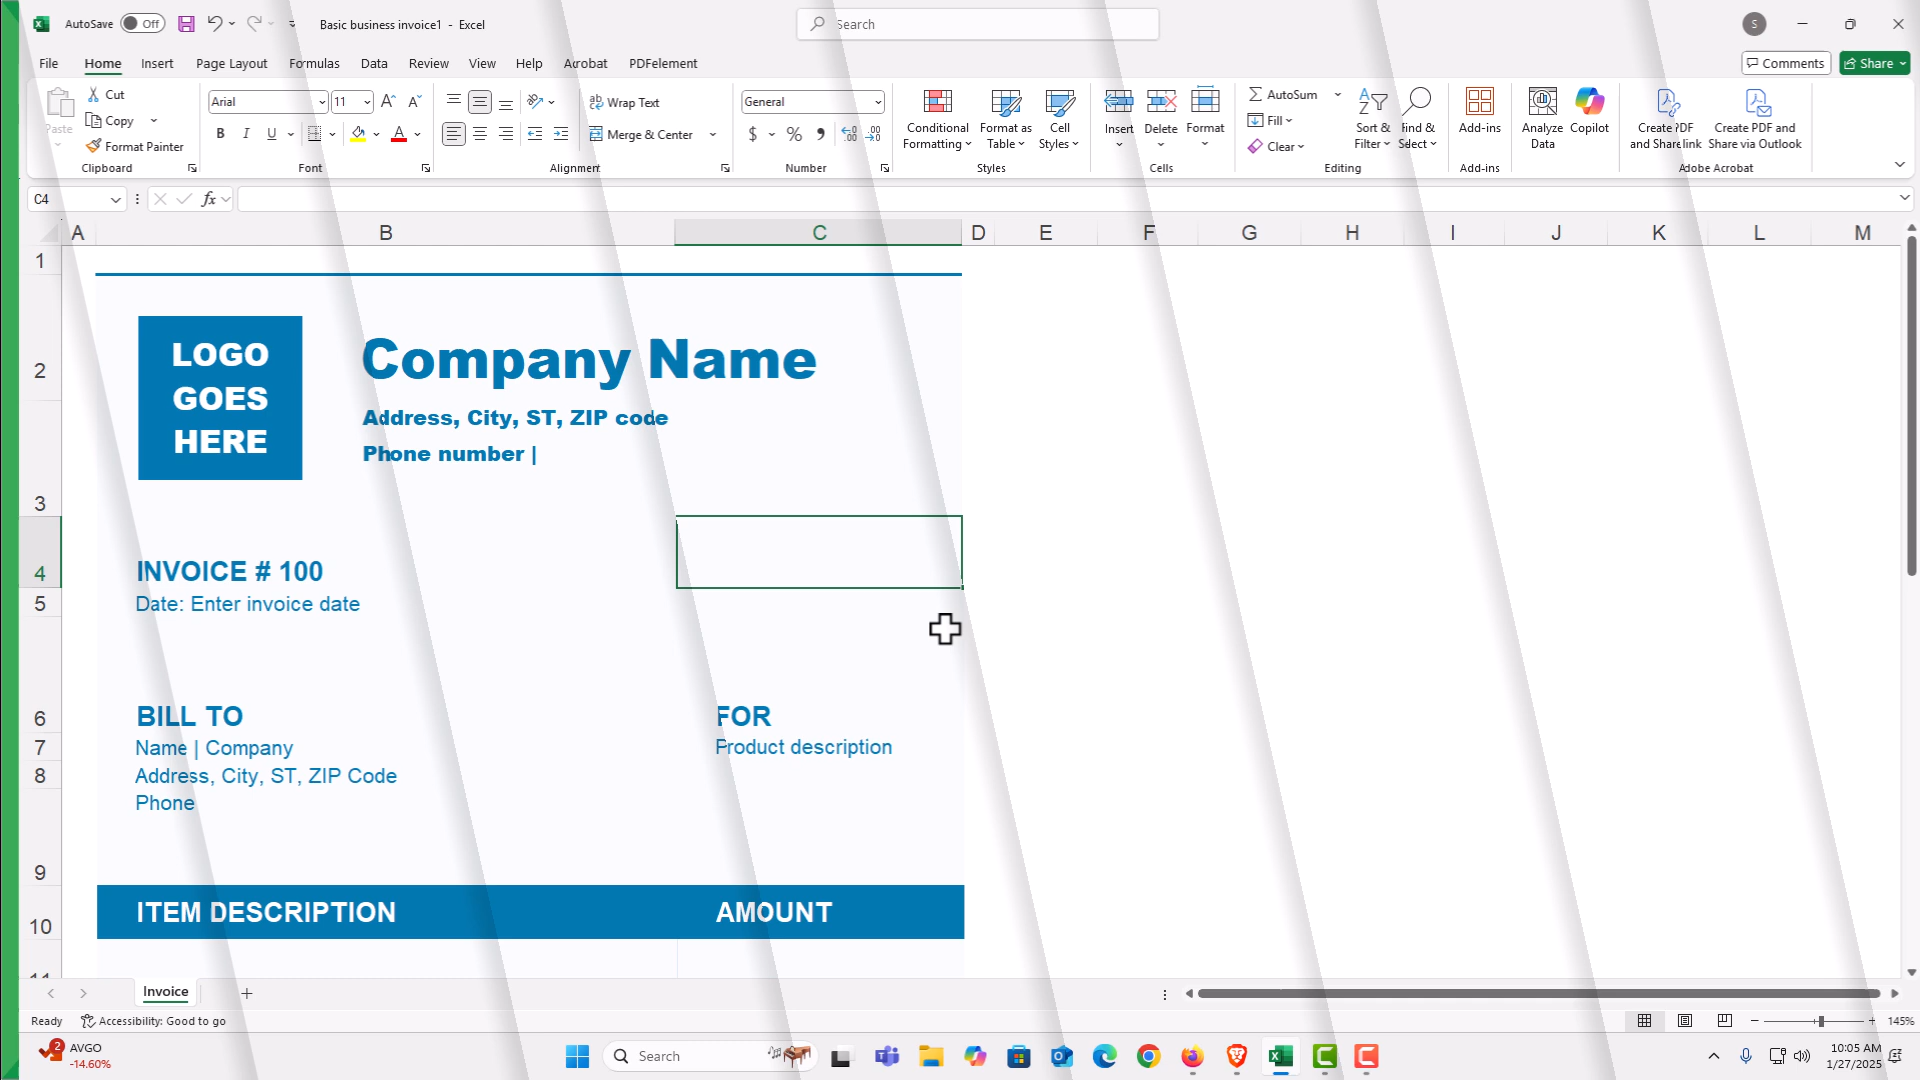 AutoSave Off Basic business invoice1 - Excel Search S
File Home Insert Page Layout Formulas Data Review View Help Acrobat PDFelement Comments Share
Paste Cut Copy Format Painter Clipboard
Arial 11 B I U A Font
ab Wrap Text Merge & Center Alignment
General $ % Number
Conditional Formatting Format as Table Cell Styles Styles
Insert Delete Format Cells
AutoSum Fill Clear Sort & Filter Find & Select Editing
Add-ins Add-ins
Analyze Data Copilot
Create PDF and Share link Create PDF and Share via Outlook Adobe Acrobat
C4 fx
A B C D E F G H I J K L M
1
2
3
4
5
6
7
8
9
10
LOGO
GOES
HERE
Company Name
Address, City, ST, ZIP code
Phone number |
INVOICE # 100
Date: Enter invoice date
BILL TO FOR
Name | Company Product description
Address, City, ST, ZIP Code
Phone
ITEM DESCRIPTION AMOUNT
Invoice
Ready Accessibility: Good to go 145%
2 AVGO
-14.60%
Search
10:05 AM
1/27/2025